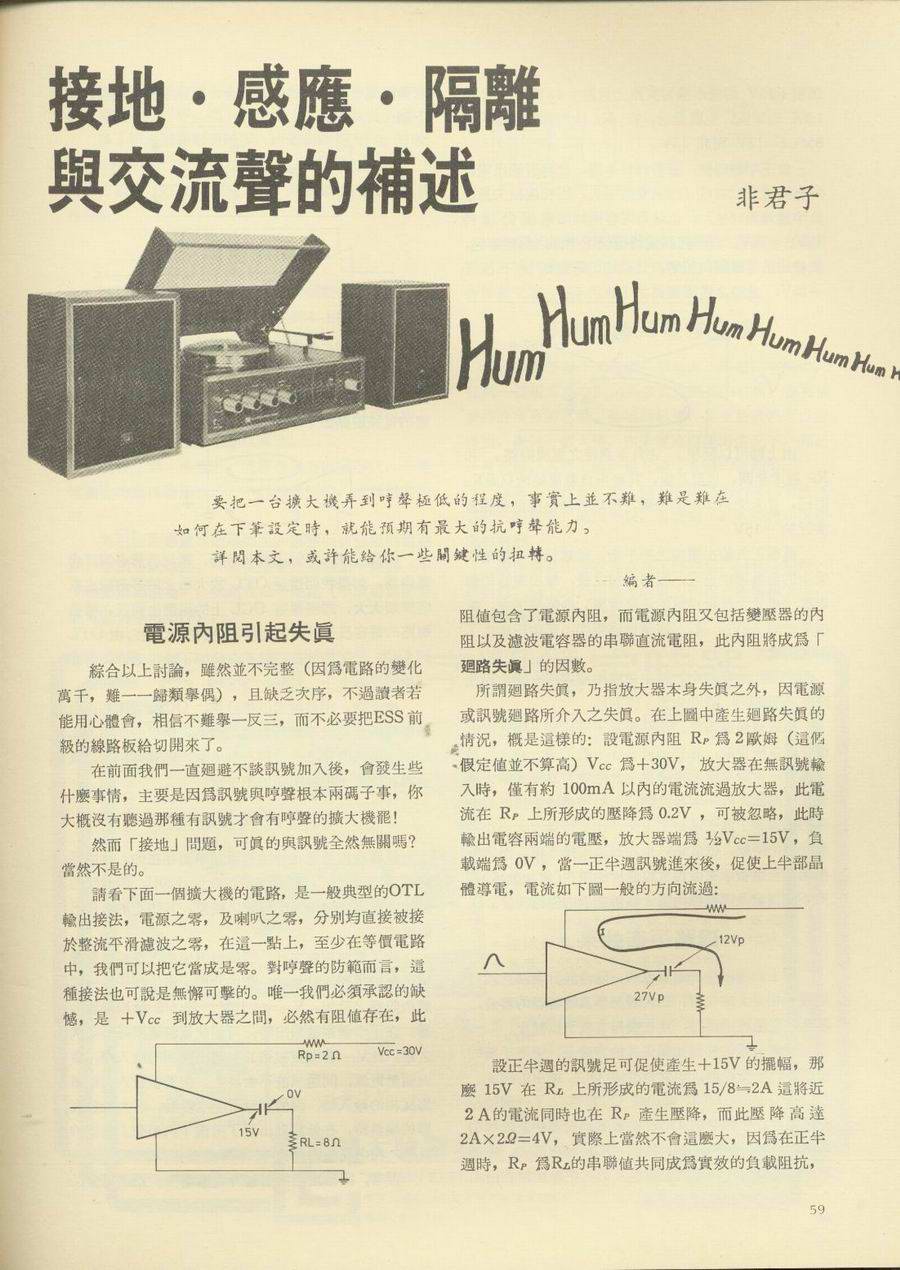 接地·感應·隔離
與交流聲的補述
非君子
Hum Hum Hum Hum Hum Hum Hum H
要把一台擴大機弄到哼聲極低的程度，事實上並不難，難是難在
如何在下筆設定時，就能預期有最大的抗哼聲能力。
詳閱本文，或許能給你一些關鍵性的扭轉。
編者——
電源內阻引起失眞
綜合以上討論，雖然並不完整（因爲電路的變化
萬千，難一一歸類擧偶），且缺乏次序，不過讀者若
能用心體會，相信不難擧一反三，而不必要把ESS 前
級的線路板給切開來了。
在前面我們一直廻避不談訊號加入後，會發生些
什麼事情，主要是因爲訊號與哼聲根本兩碼子事，你
大槪沒有聽過那種有訊號才會有哼聲的擴大機罷！
然而「接地」問題，可眞的與訊號全然無關嗎？
當然不是的。
請看下面一個擴大機的電路，是一般典型的OTL
輸出接法，電源之零，及喇叭之零，分別均直接被接
於整流平滑濾波之零，在這一點上，至少在等價電路
中，我們可以把它當成是零。對哼聲的防範而言，這
種接法也可說是無懈可擊的。唯一我們必須承認的缺
憾，是 +Vcc 到放大器之間，必然有阻值存在，此
Rp=2Ω
Vcc=30V
0V
15V
RL=8Ω
阻值包含了電源內阻，而電源內阻又包括變壓器的內
阻以及濾波電容器的串聯直流電阻，此內阻將成爲「
廻路失眞」的因數。
所謂廻路失眞，乃指放大器本身失眞之外，因電源
或訊號廻路所介入之失眞。在上圖中產生廻路失眞的
情況，槪是這樣的：設電源內阻 RP 爲 2 歐姆（這個
假定値並不算高）Vcc 爲+30V， 放大器在無訊號輸
入時，僅有約 100mA 以內的電流流過放大器，此電
流在 RP 上所形成的壓降爲 0.2V ，可被忽略，此時
輸出電容兩端的電壓，放大器端爲 ½Vcc=15V，負
載端爲 0V ，當一正半週訊號進來後，促使上半部晶
體導電，電流如下圖一般的方向流過：
I
12Vp
27Vp
設正半週的訊號足可促使產生+15V 的擺幅，那
麼 15V 在 RL 上所形成的電流爲 15/8≒2A 這將近
2 A的電流同時也在 RP 產生壓降，而此壓 降 高 達
2A×2Ω=4V， 實際上當然不會這麼大，因爲在正半
週時，RP 爲RL的串聯値共同成爲實效的負載阻抗，
59